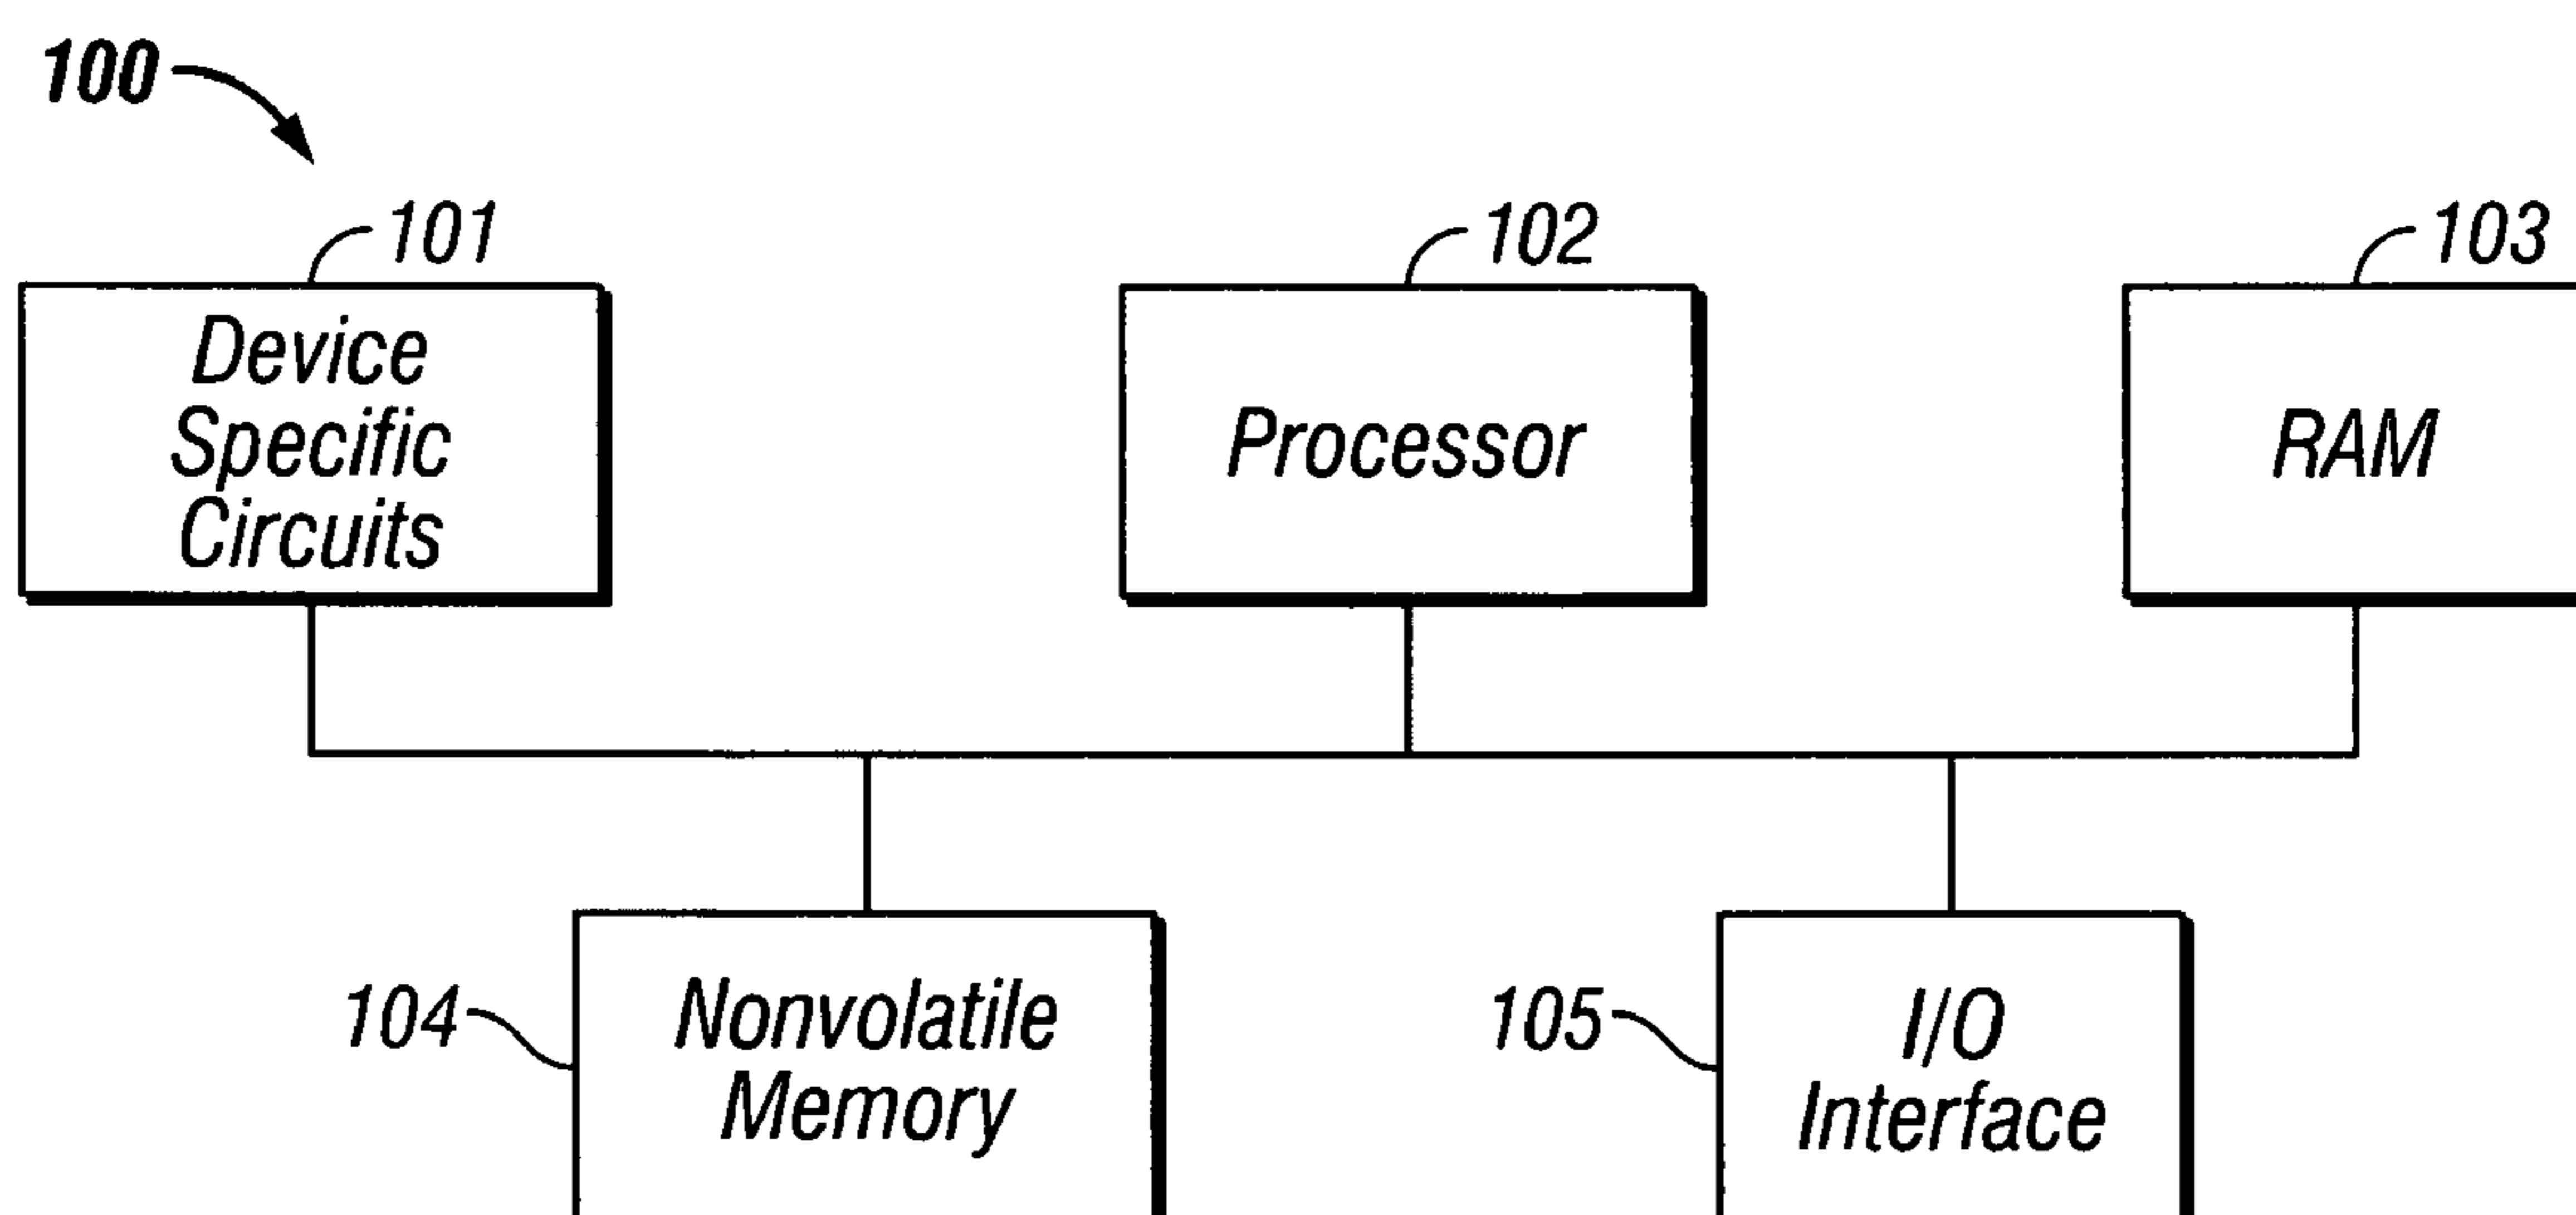 100
101
102
103
Device
Specific
Circuits
Processor
RAM
104
Nonvolatile
Memory
105
I/O
Interface